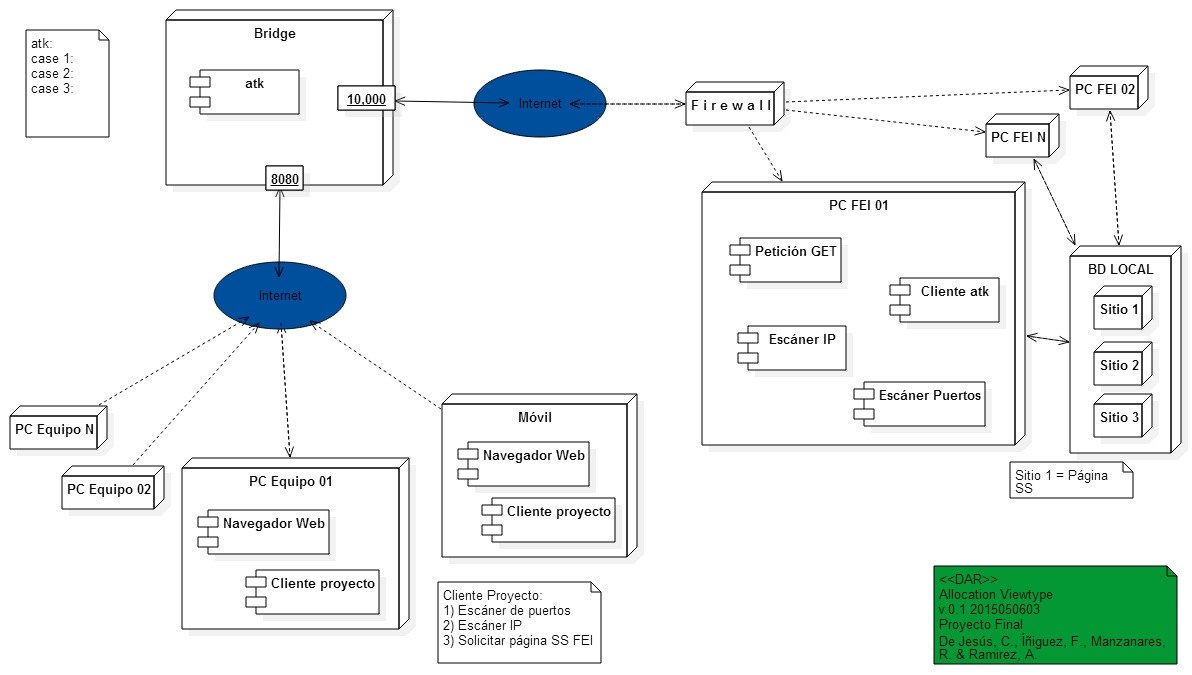 atk:
case 1:
case 2:
case 3:
Bridge
atk
10,000
8080
Internet
Firewall
PC FEI 02
PC FEI N
PC FEI 01
Petición GET
Cliente atk
Escáner IP
Escáner Puertos
BD LOCAL
Sitio 1
Sitio 2
Sitio 3
Sitio 1 = Página
SS
Internet
PC Equipo N
PC Equipo 02
PC Equipo 01
Navegador Web
Cliente proyecto
Móvil
Navegador Web
Cliente proyecto
Cliente Proyecto:
1) Escáner de puertos
2) Escáner IP
3) Solicitar página SS FEI
<<DAR>>
Allocation Viewtype
v.0.1 2015050603
Proyecto Final
De Jesús, C., Íñiguez, F., Manzanares,
R. & Ramirez, A.